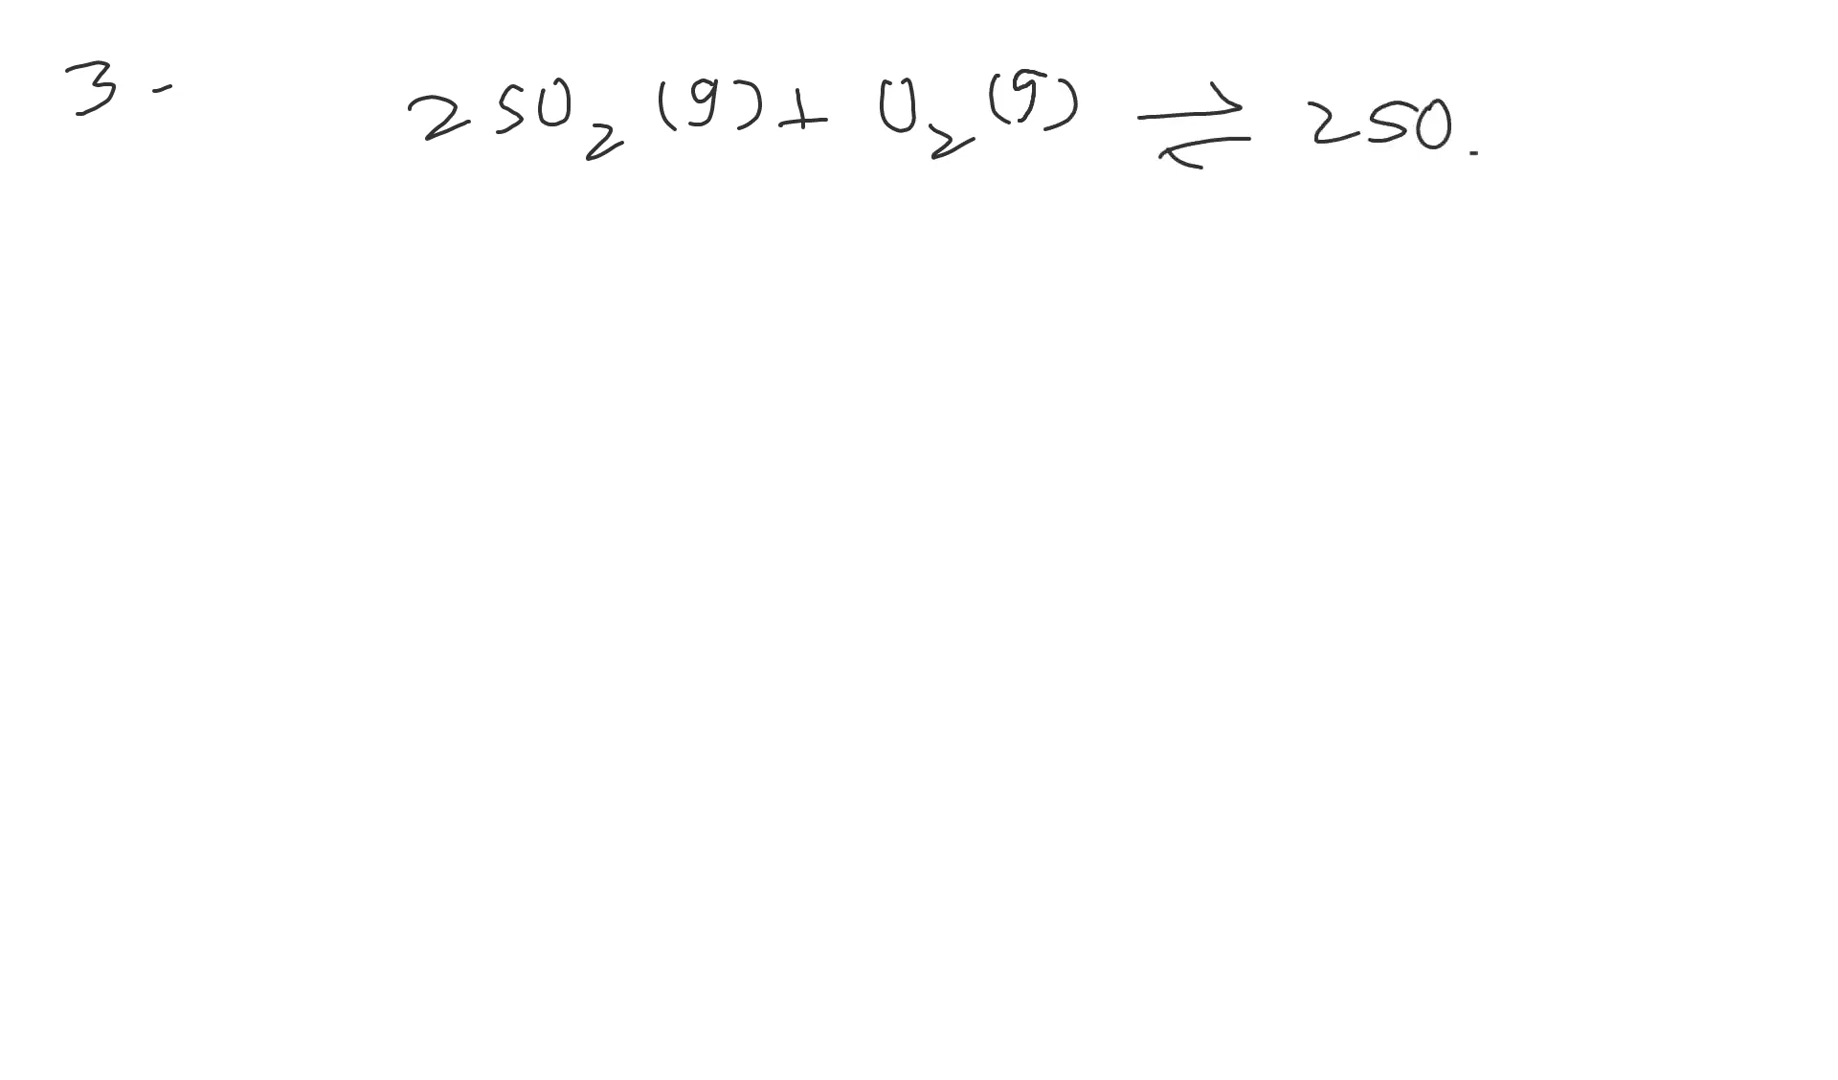 3- 2SO₂(g) + O₂(g) ⇌ 2SO.